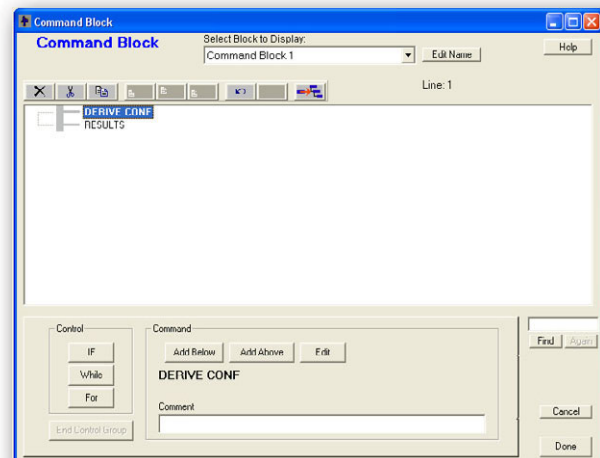 Command Block
Command Block
Select Block to Display:
Command Block 1
Edit Name
Help
Line: 1
DERIVE CONF
RESULTS
Control
IF
While
For
End Control Group
Command
Add Below
Add Above
Edit
DERIVE CONF
Comment
Find
Again
Cancel
Done